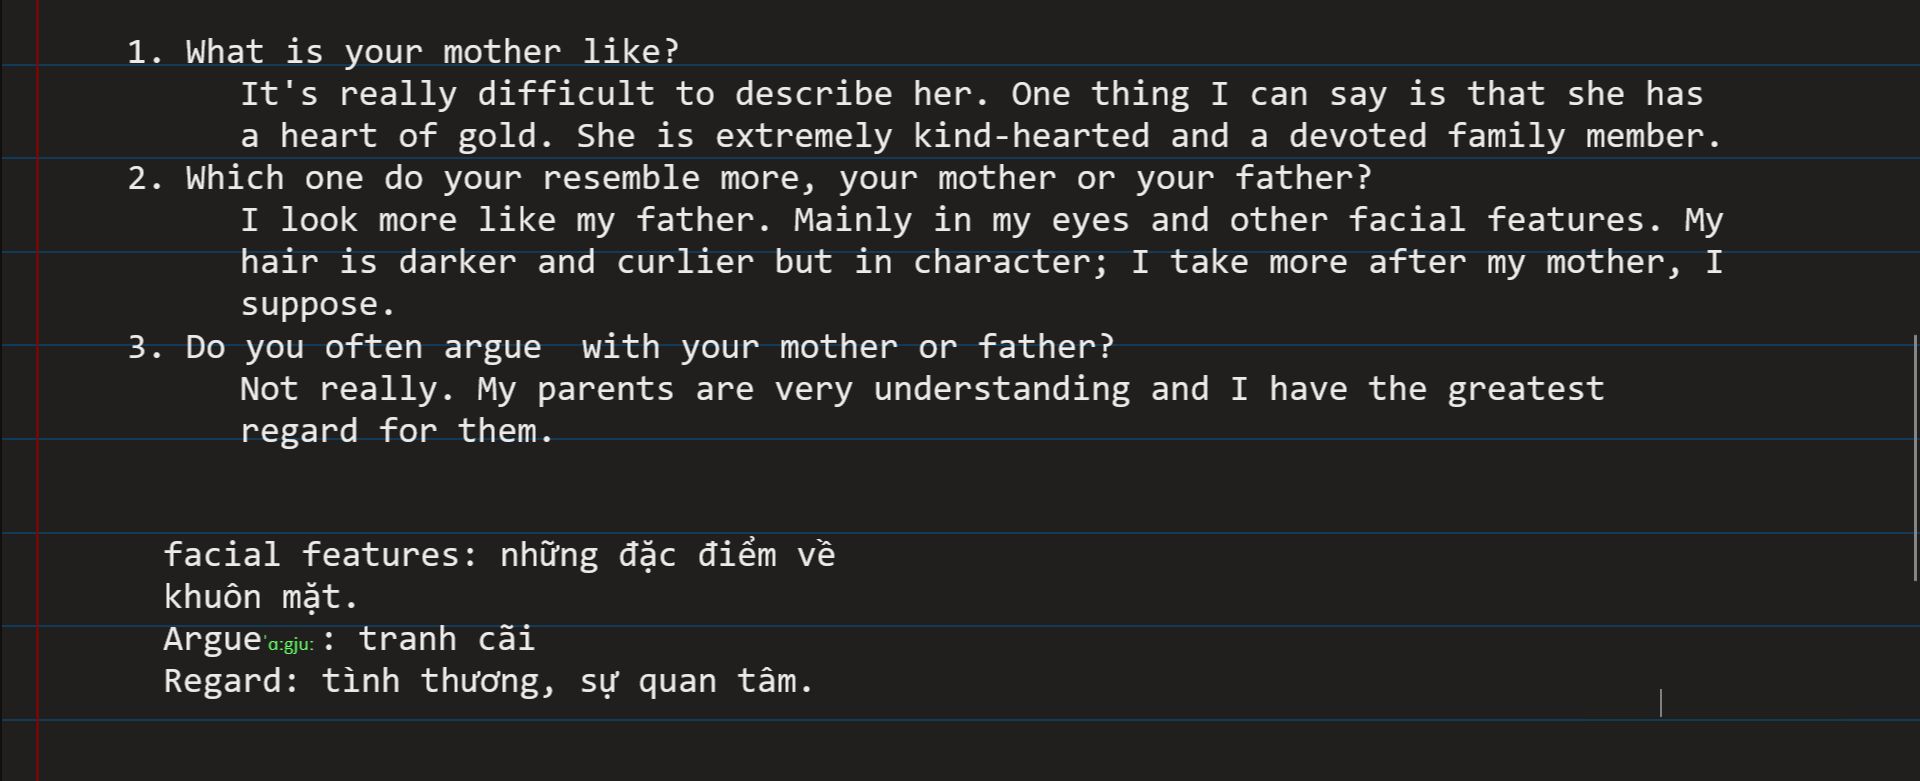 1. What is your mother like?
It's really difficult to describe her. One thing I can say is that she has
a heart of gold. She is extremely kind-hearted and a devoted family member.
2. Which one do your resemble more, your mother or your father?
I look more like my father. Mainly in my eyes and other facial features. My
hair is darker and curlier but in character; I take more after my mother, I
suppose.
3. Do you often argue  with your mother or father?
Not really. My parents are very understanding and I have the greatest
regard for them.
facial features: những đặc điểm về
khuôn mặt.
Argueˈɑ:gju: : tranh cãi
Regard: tình thương, sự quan tâm.